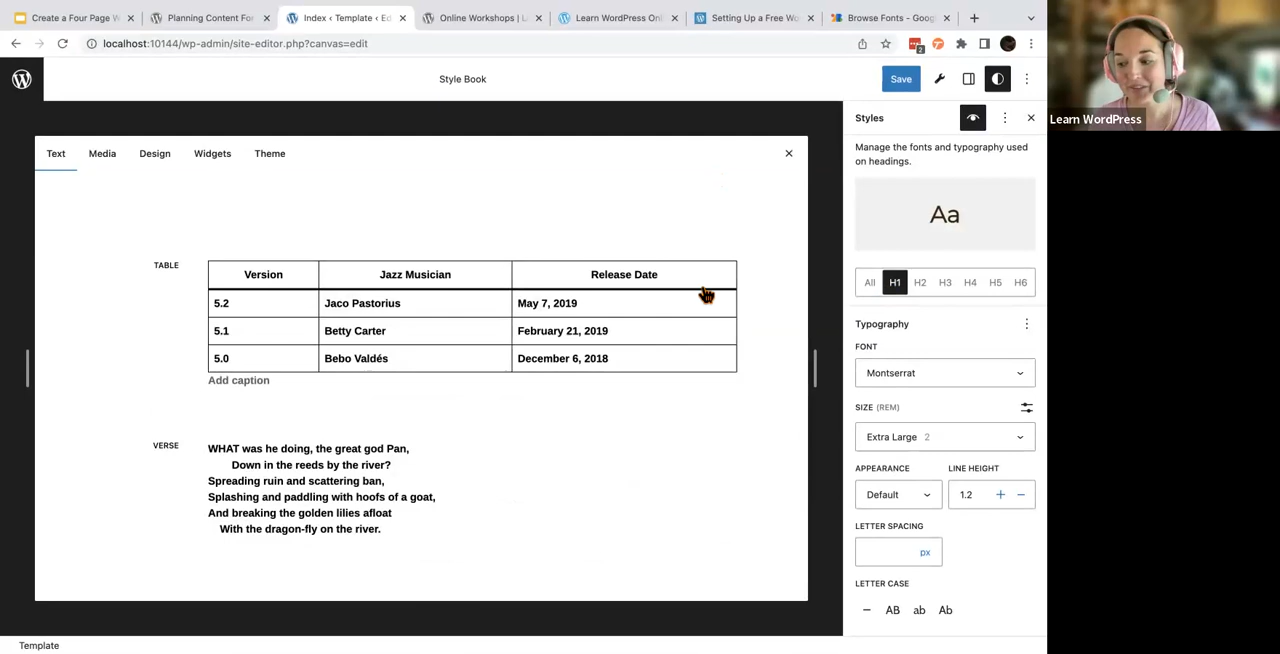 Create a Four Page W
Planning Content For
Index ‹ Template ‹ Ed
Online Workshops | L
Learn WordPress Onl
Setting Up a Free Wo
Browse Fonts - Goog
localhost:10144/wp-admin/site-editor.php?canvas=edit
2
Style Book
Save
Learn WordPress
Styles
Text Media Design Widgets Theme
Manage the fonts and typography used
on headings.
Aa
All H1 H2 H3 H4 H5 H6
TABLE
Version Jazz Musician Release Date
5.2 Jaco Pastorius May 7, 2019
5.1 Betty Carter February 21, 2019
5.0 Bebo Valdés December 6, 2018
Add caption
VERSE
WHAT was he doing, the great god Pan,
Down in the reeds by the river?
Spreading ruin and scattering ban,
Splashing and paddling with hoofs of a goat,
And breaking the golden lilies afloat
With the dragon-fly on the river.
Typography
FONT
Montserrat
SIZE (REM)
Extra Large 2
APPEARANCE LINE HEIGHT
Default 1.2
LETTER SPACING
px
LETTER CASE
– AB ab Ab
Template